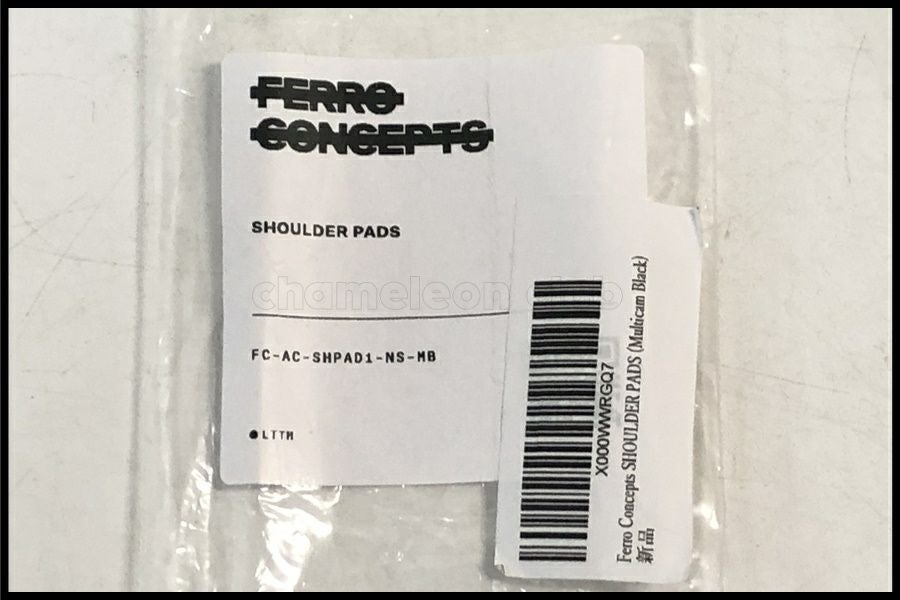 FERRO
CONCEPTS
SHOULDER PADS
chameleon club
FC-AC-SHPAD1-NS-MB
●LTTM
X000VWVRGQ7
Ferro Concepts SHOULDER PADS (Multicam Black)
新品